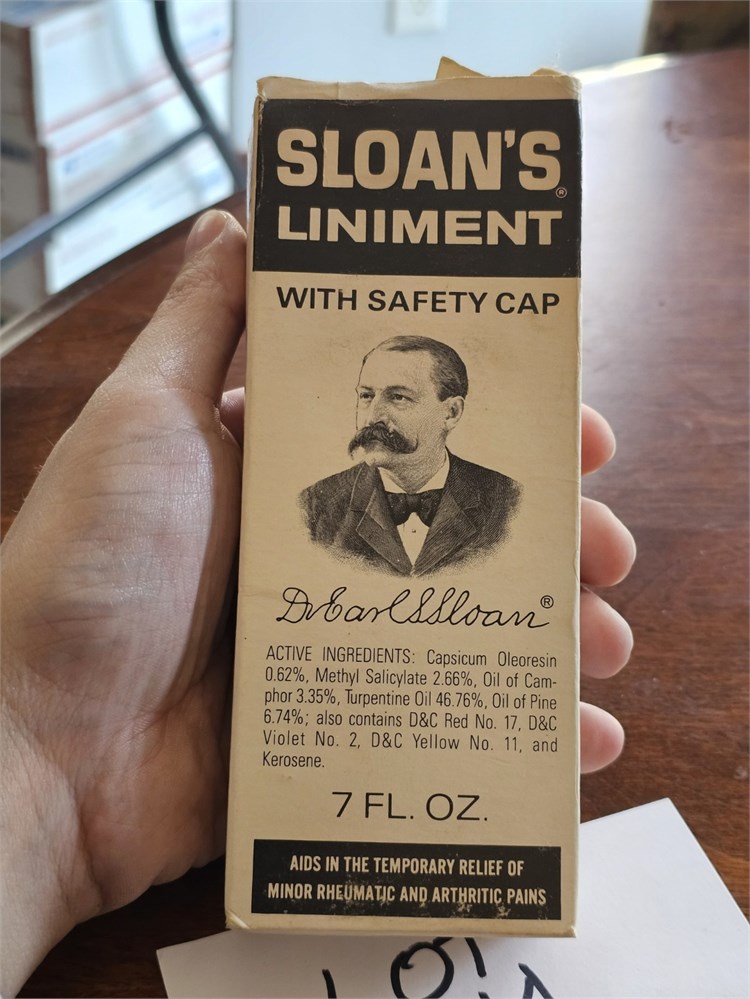 SLOAN'S®
LINIMENT
WITH SAFETY CAP
Dr Earl S Sloan®
ACTIVE INGREDIENTS: Capsicum Oleoresin
0.62%, Methyl Salicylate 2.66%, Oil of Cam-
phor 3.35%, Turpentine Oil 46.76%, Oil of Pine
6.74%; also contains D&C Red No. 17, D&C
Violet No. 2, D&C Yellow No. 11, and
Kerosene.
7 FL. OZ.
AIDS IN THE TEMPORARY RELIEF OF
MINOR RHEUMATIC AND ARTHRITIC PAINS